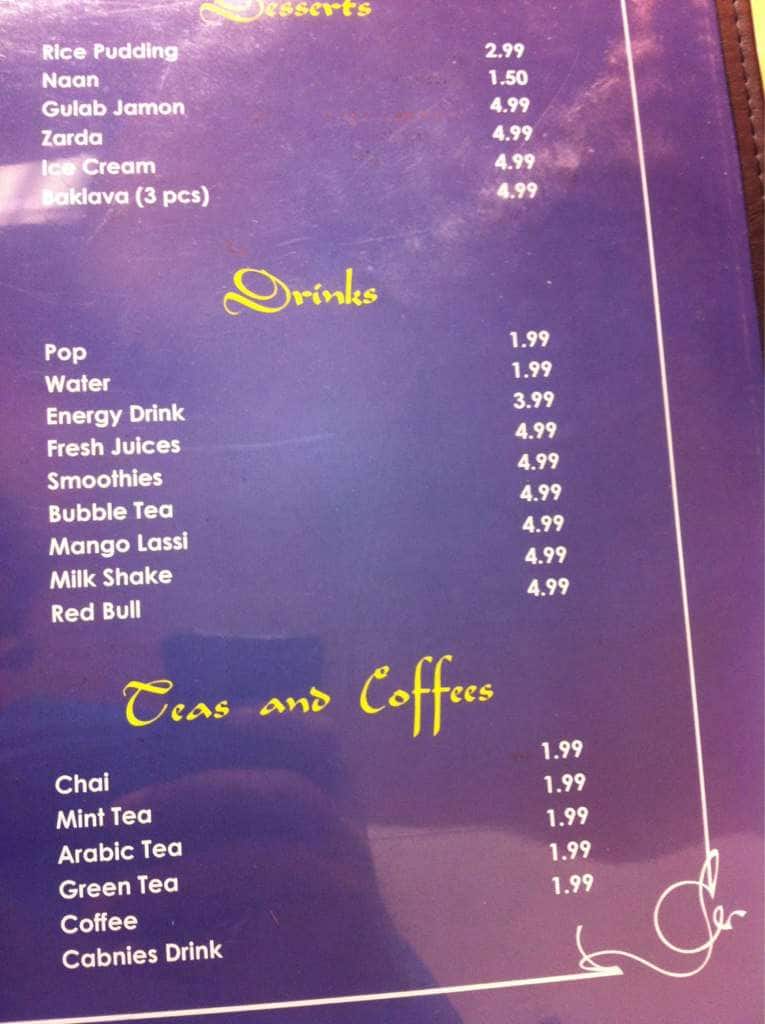 Desserts
Rice Pudding 2.99
Naan 1.50
Gulab Jamon 4.99
Zarda 4.99
Ice Cream 4.99
Baklava (3 pcs) 4.99
Drinks
Pop 1.99
Water 1.99
Energy Drink 3.99
Fresh Juices 4.99
Smoothies 4.99
Bubble Tea 4.99
Mango Lassi 4.99
Milk Shake 4.99
Red Bull 4.99
Teas and Coffees
Chai 1.99
Mint Tea 1.99
Arabic Tea 1.99
Green Tea 1.99
Coffee 1.99
Cabnies Drink